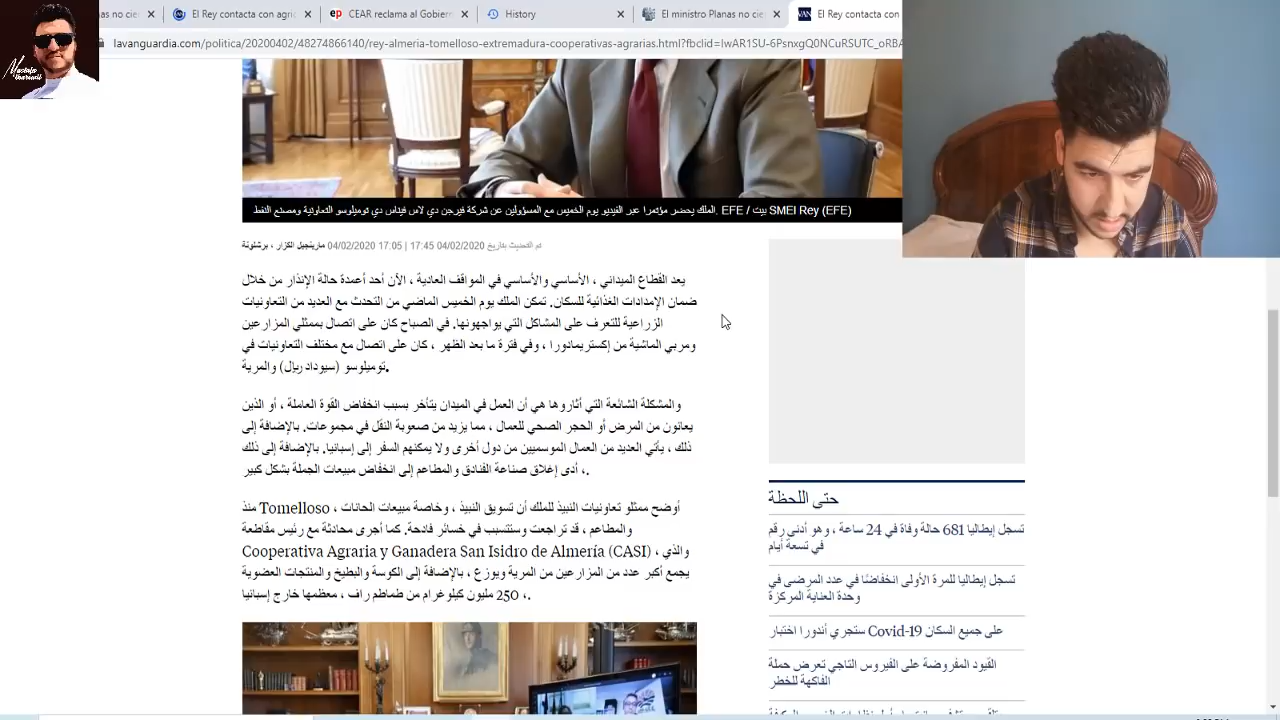 nas no cie
El Rey contacta con agri
CEAR reclama al Gobier
History
El ministro Planas no cie
El Rey contacta con
lavanguardia.com/politica/20200402/48274866140/rey-almeria-tomelloso-extremadura-cooperativas-agrarias.html?fbclid=IwAR1SU-6PsnxgQ0NCuRSUTC_oRBA
الملك يحضر مؤتمرا عبر الفيديو يوم الخميس مع المسؤولين عن شركة فيرجن دي لاس فيناس دي توميلوسو التعاونية ومصنع النفط. EFE / بيت SMEI Rey (EFE)
تم التحديث بتاريخ 04/02/2020 17:45 | 04/02/2020 17:05 مارينجيل الكزار ، برشلونة
يعد القطاع الميداني ، الأساسي والأساسي في المواقف العادية ، الآن أحد أعمدة حالة الإنذار من خلال
ضمان الإمدادات الغذائية للسكان. تمكن الملك يوم الخميس الماضي من التحدث مع العديد من التعاونيات
الزراعية للتعرف على المشاكل التي يواجهونها. في الصباح كان على اتصال بممثلي المزارعين
ومربي الماشية من إكستريمادورا ، وفي فترة ما بعد الظهر ، كان على اتصال مع مختلف التعاونيات في
توميلوسو (سيوداد ريال) والمرية.
والمشكلة الشائعة التي أثاروها هي أن العمل في الميدان يتأخر بسبب انخفاض القوة العاملة ، أو الذين
يعانون من المرض أو الحجر الصحي للعمال ، مما يزيد من صعوبة النقل في مجموعات. بالإضافة إلى
ذلك ، يأتي العديد من العمال الموسميين من دول أخرى ولا يمكنهم السفر إلى إسبانيا. بالإضافة إلى ذلك
، أدى إغلاق صناعة الفنادق والمطاعم إلى انخفاض مبيعات الجملة بشكل كبير.
أوضح ممثلو تعاونيات النبيذ للملك أن تسويق النبيذ ، وخاصة مبيعات الحانات ، Tomelloso منذ
والمطاعم ، قد تراجعت وستتسبب في خسائر فادحة. كما أجرى محادثة مع رئيس مقاطعة
Cooperativa Agraria y Ganadera San Isidro de Almería (CASI) ، والذي
يجمع أكبر عدد من المزارعين من المرية ويوزع ، بالإضافة إلى الكوسة والبطيخ والمنتجات العضوية
، 250 مليون كيلوغرام من طماطم راف ، معظمها خارج إسبانيا.
حتى اللحظة
تسجل إيطاليا 681 حالة وفاة في 24 ساعة ، وهو أدنى رقم
في تسعة أيام
تسجل إيطاليا للمرة الأولى انخفاضًا في عدد المرضى في
وحدة العناية المركزة
على جميع السكان Covid-19 ستجري أندورا اختبار
القيود المفروضة على الفيروس التاجي تعرض حملة
الفاكهة للخطر